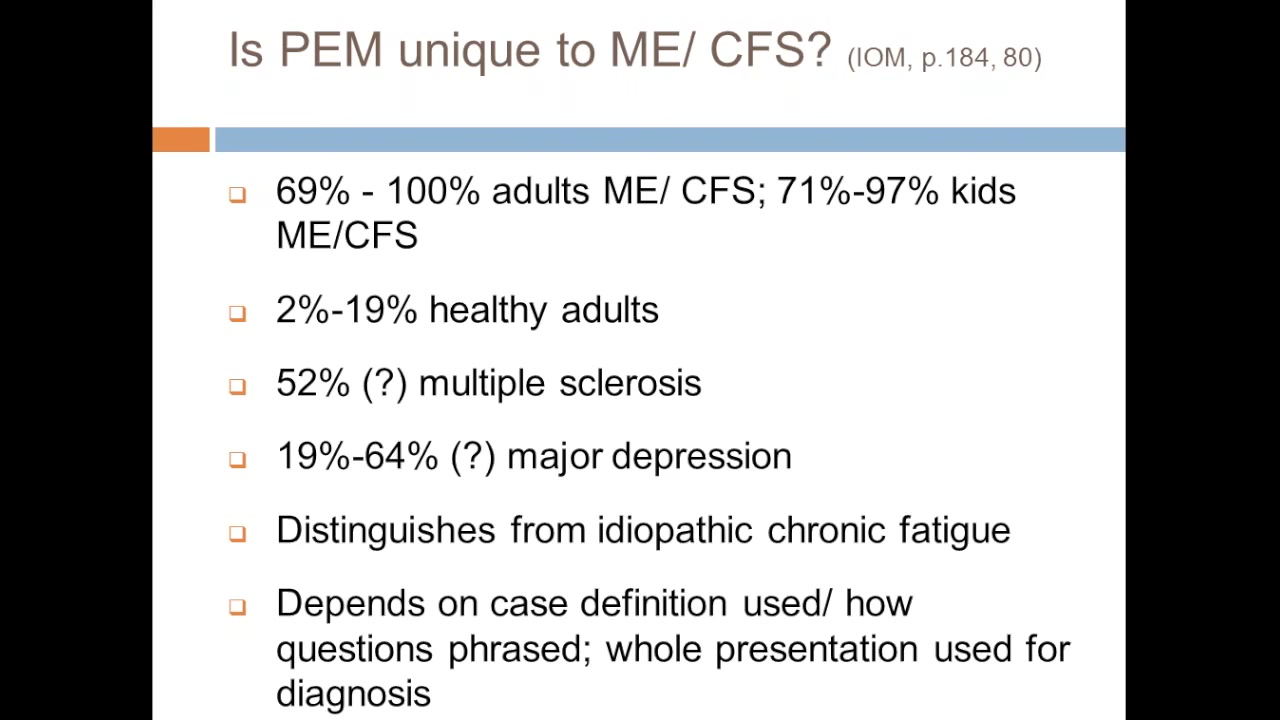 Is PEM unique to ME/ CFS? (IOM, p.184, 80)
69% - 100% adults ME/ CFS; 71%-97% kids
ME/CFS
2%-19% healthy adults
52% (?) multiple sclerosis
19%-64% (?) major depression
Distinguishes from idiopathic chronic fatigue
Depends on case definition used/ how
questions phrased; whole presentation used for
diagnosis